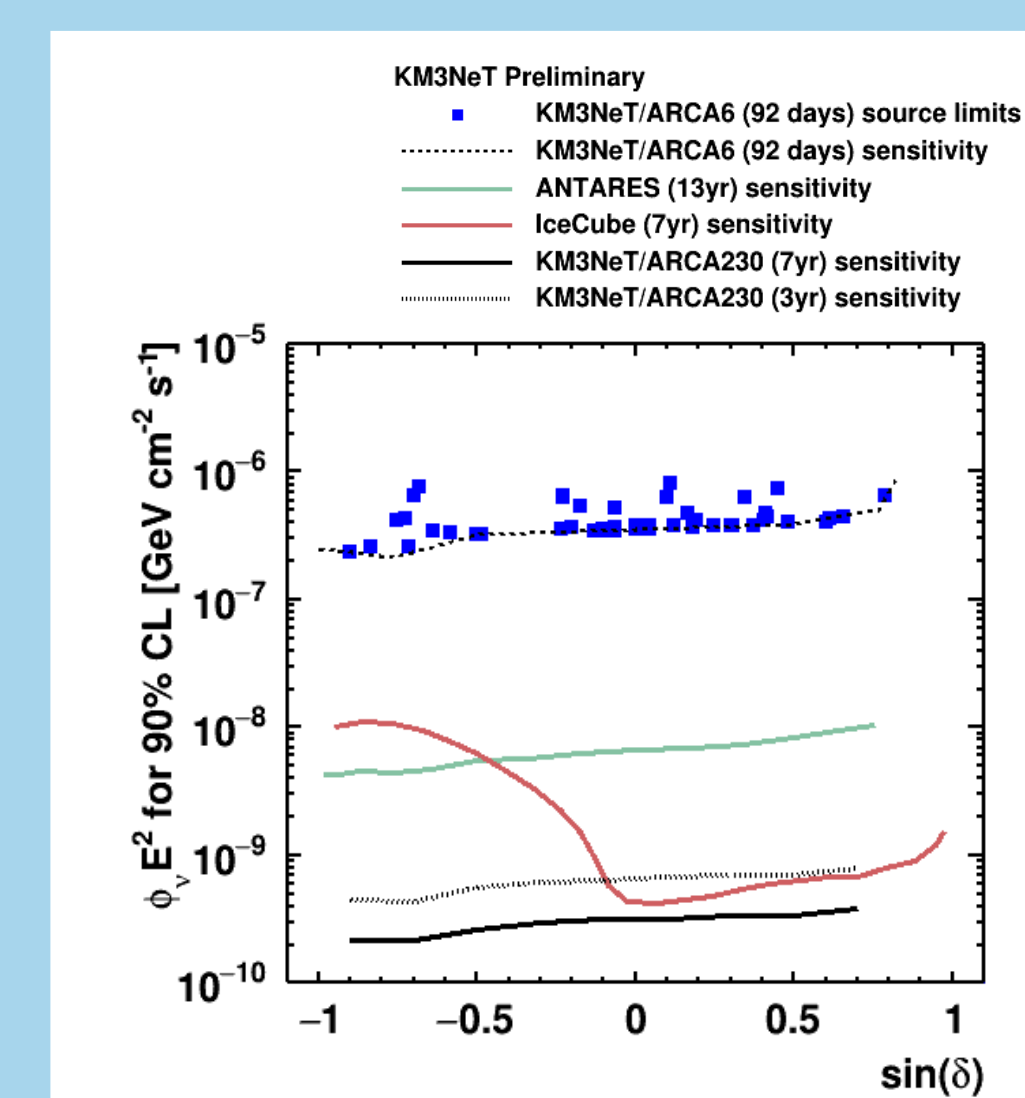 KM3NeT Preliminary
KM3NeT/ARCA6 (92 days) source limits
KM3NeT/ARCA6 (92 days) sensitivity
ANTARES (13yr) sensitivity
IceCube (7yr) sensitivity
KM3NeT/ARCA230 (7yr) sensitivity
KM3NeT/ARCA230 (3yr) sensitivity
ϕ_ν E² for 90% CL [GeV cm⁻² s⁻¹]
10⁻⁵
10⁻⁶
10⁻⁷
10⁻⁸
10⁻⁹
10⁻¹⁰
−1 −0.5 0 0.5 1
sin(δ)